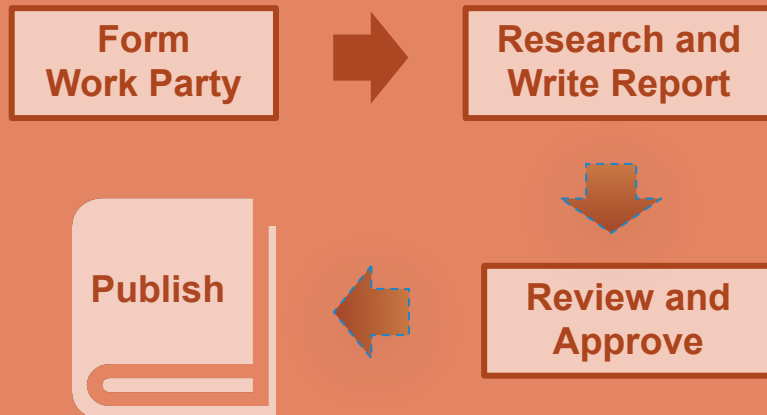 Form
Work Party
Research and
Write Report
Review and
Approve
Publish